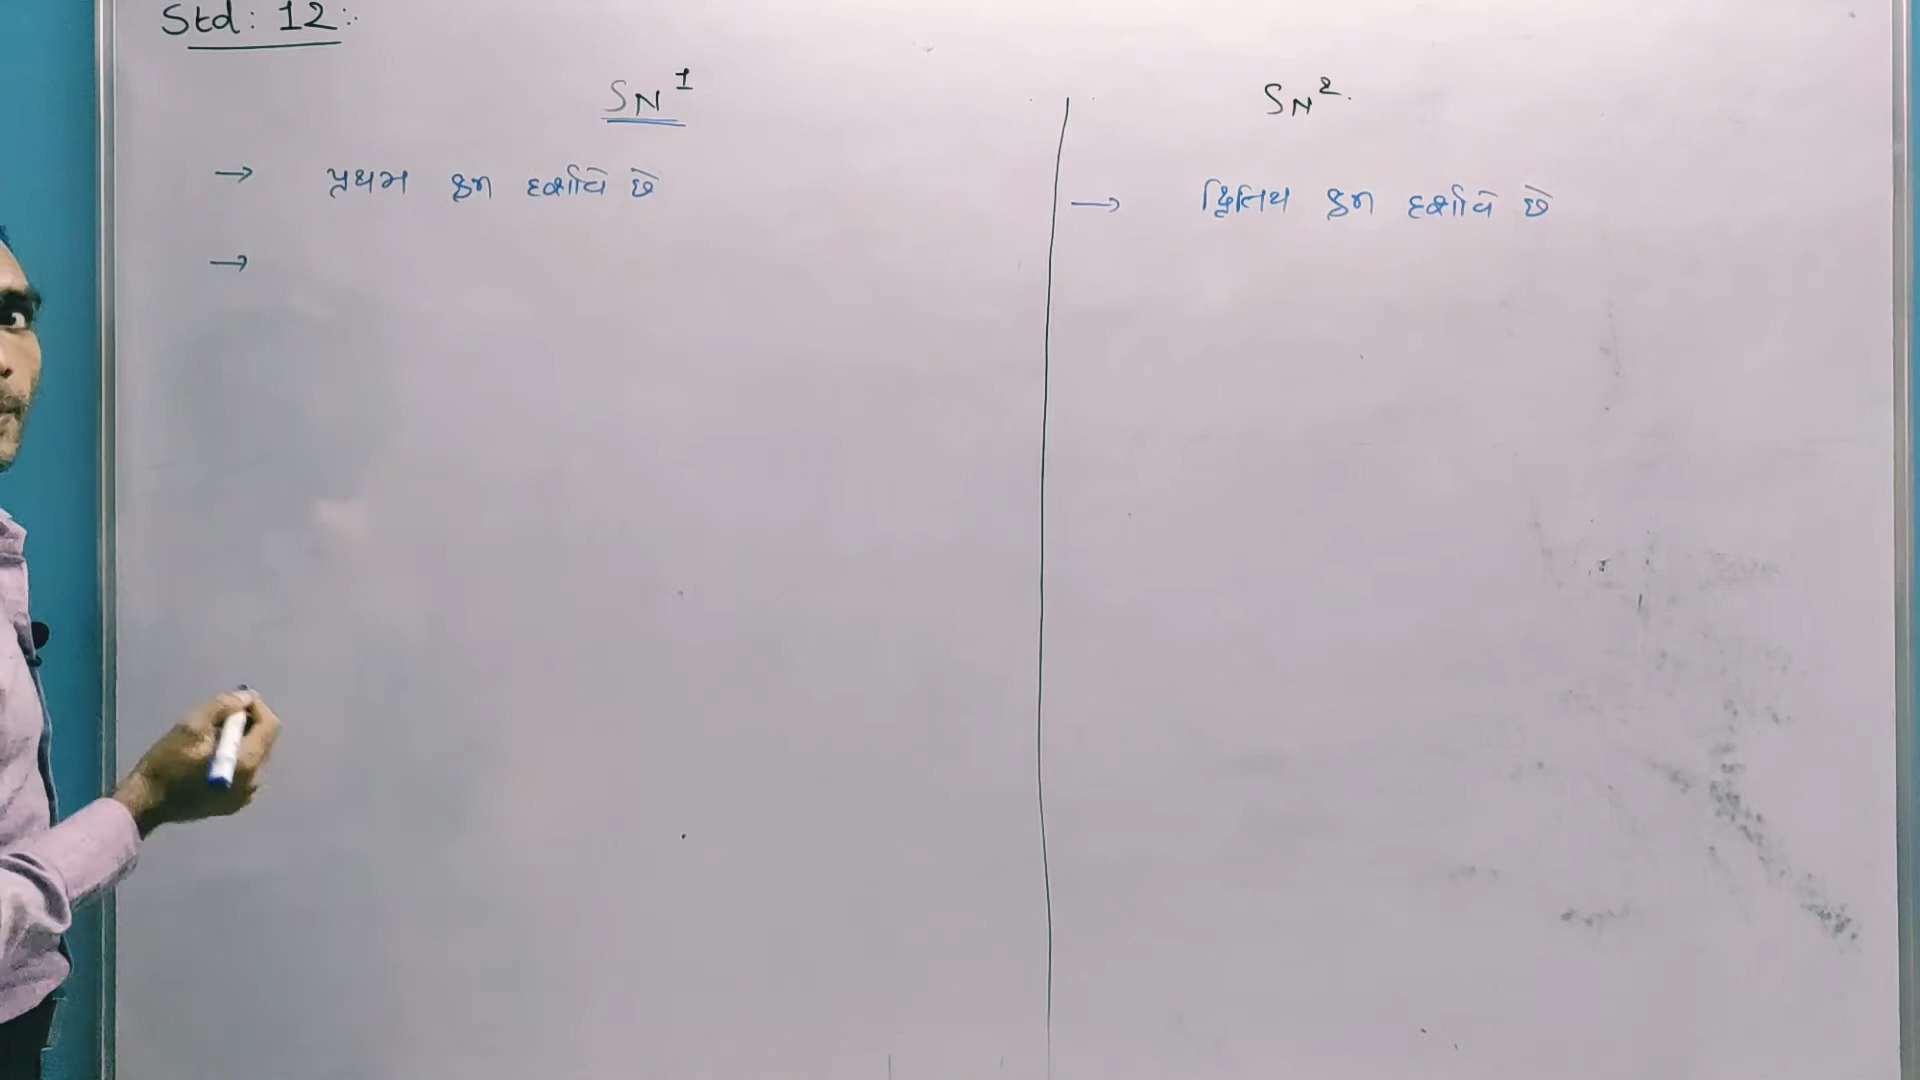 Std: 12:
SN1
SN2.
→ પ્રથમ ક્રમ દર્શાવે છે
→ દ્વિતિય ક્રમ દર્શાવે છે
→